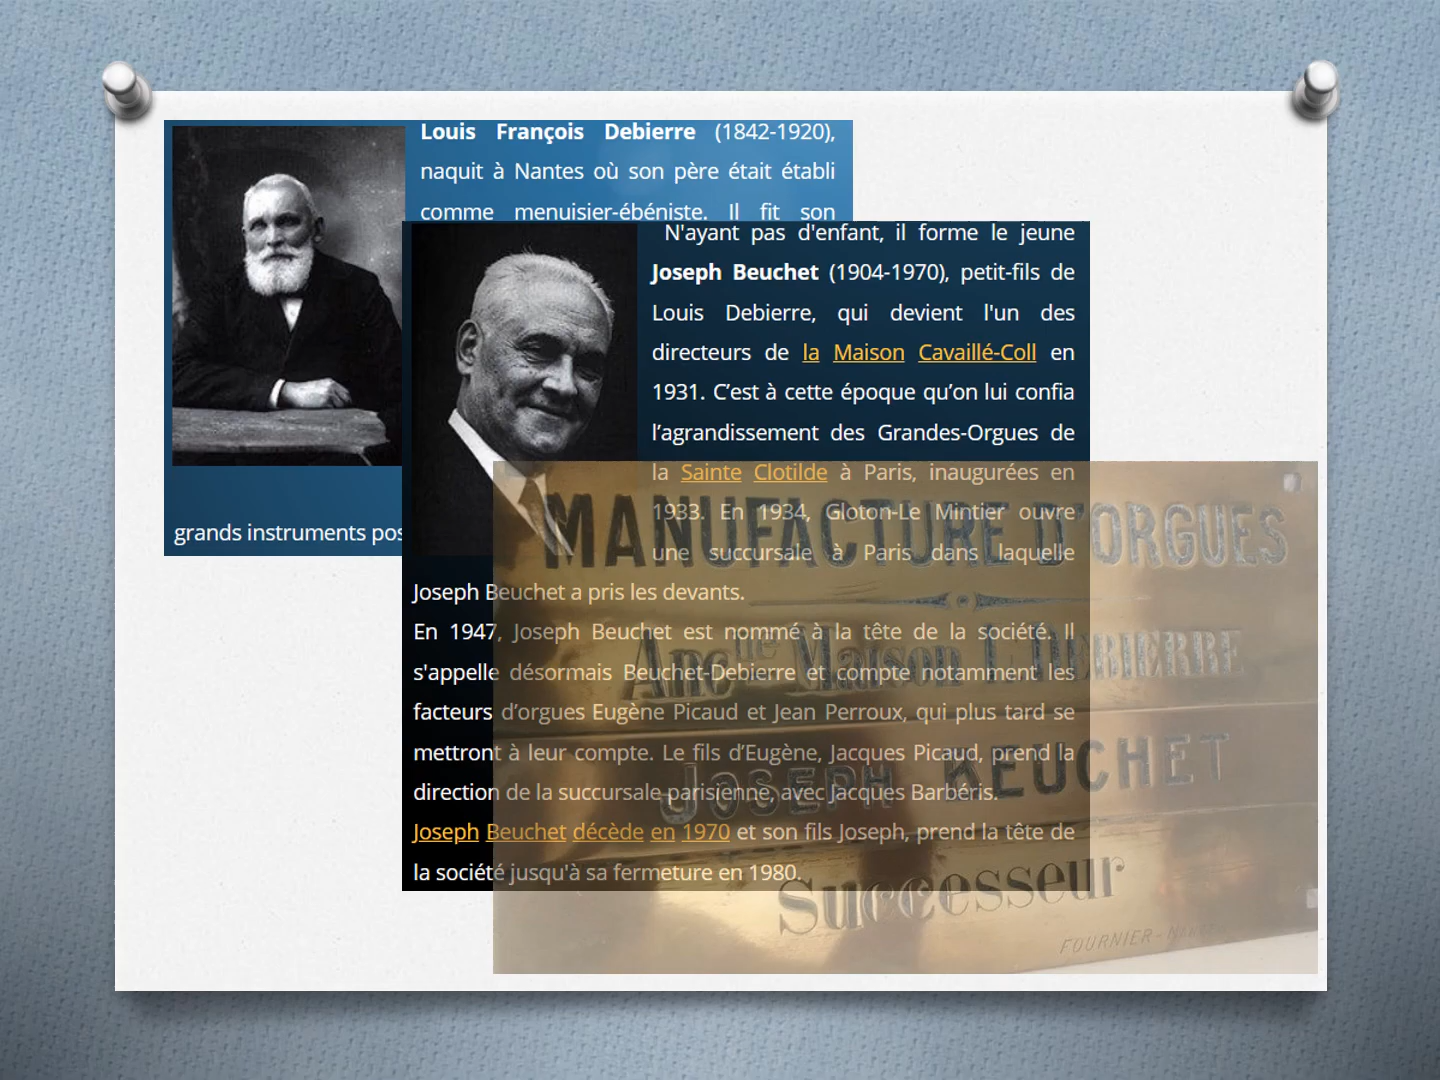 Louis François Debierre (1842-1920),
naquit à Nantes où son père était établi
comme menuisier-ébéniste. Il fit son
grands instruments pos
N'ayant pas d'enfant, il forme le jeune
Joseph Beuchet (1904-1970), petit-fils de
Louis Debierre, qui devient l'un des
directeurs de la Maison Cavaillé-Coll en
1931. C’est à cette époque qu’on lui confia
l’agrandissement des Grandes-Orgues de
la Sainte Clotilde à Paris, inaugurées en
1933. En 1934, Gloton-Le Mintier ouvre
une succursale à Paris dans laquelle
Joseph Beuchet a pris les devants.
En 1947, Joseph Beuchet est nommé à la tête de la société. Il
s'appelle désormais Beuchet-Debierre et compte notamment les
facteurs d’orgues Eugène Picaud et Jean Perroux, qui plus tard se
mettront à leur compte. Le fils d’Eugène, Jacques Picaud, prend la
direction de la succursale parisienne, avec Jacques Barbéris.
Joseph Beuchet décède en 1970 et son fils Joseph, prend la tête de
la société jusqu'à sa fermeture en 1980.
MANUFACTURE D'ORGUES
Ancne Maison L. DEBIERRE
JOSEPH BEUCHET
Successeur
FOURNIER-